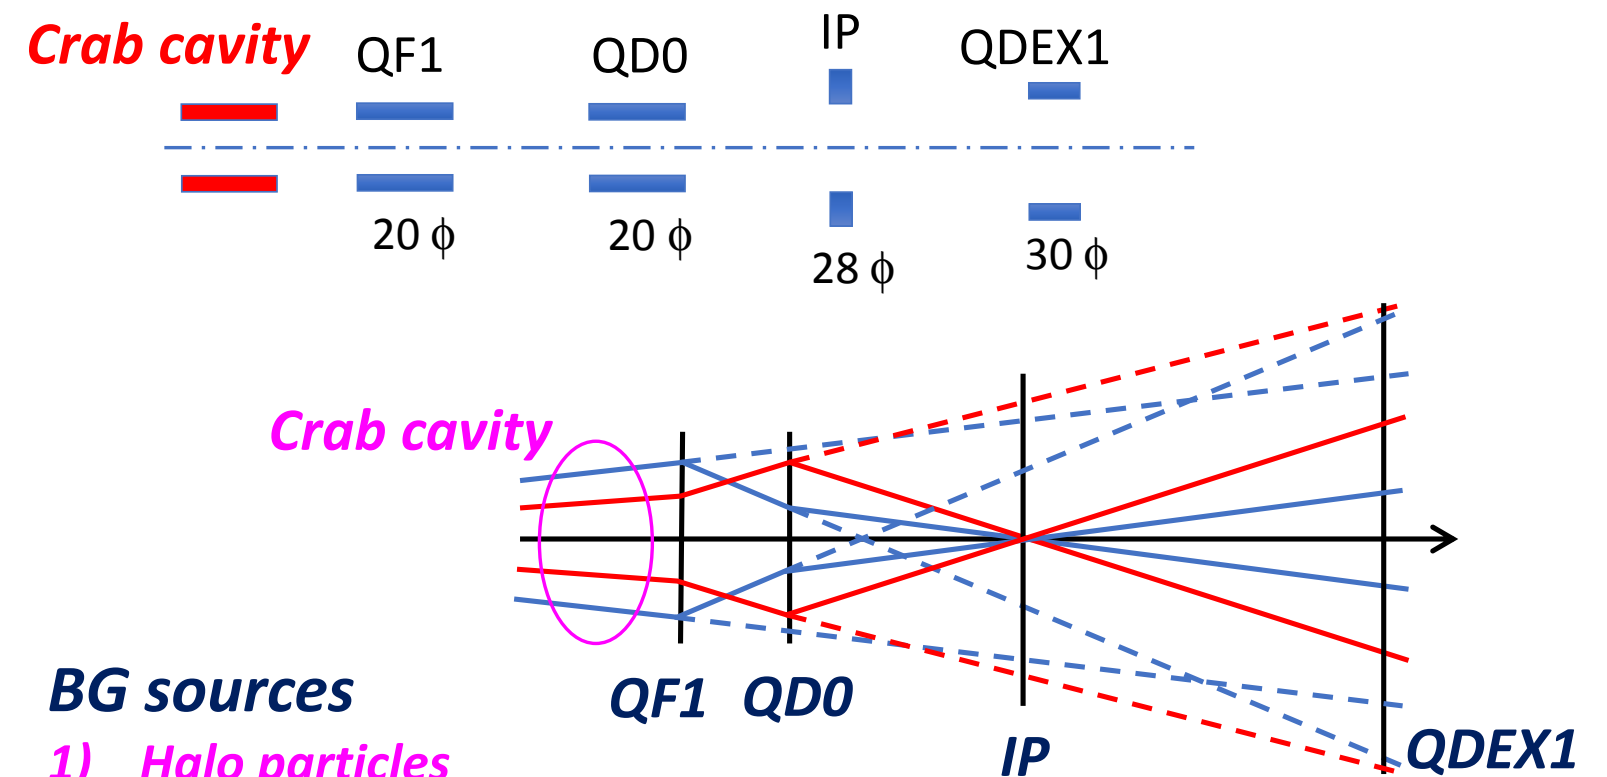 Crab cavity
QF1
QD0
IP
QDEX1
20 ϕ
20 ϕ
28 ϕ
30 ϕ
Crab cavity
BG sources
1) Halo particles
QF1
QD0
IP
QDEX1